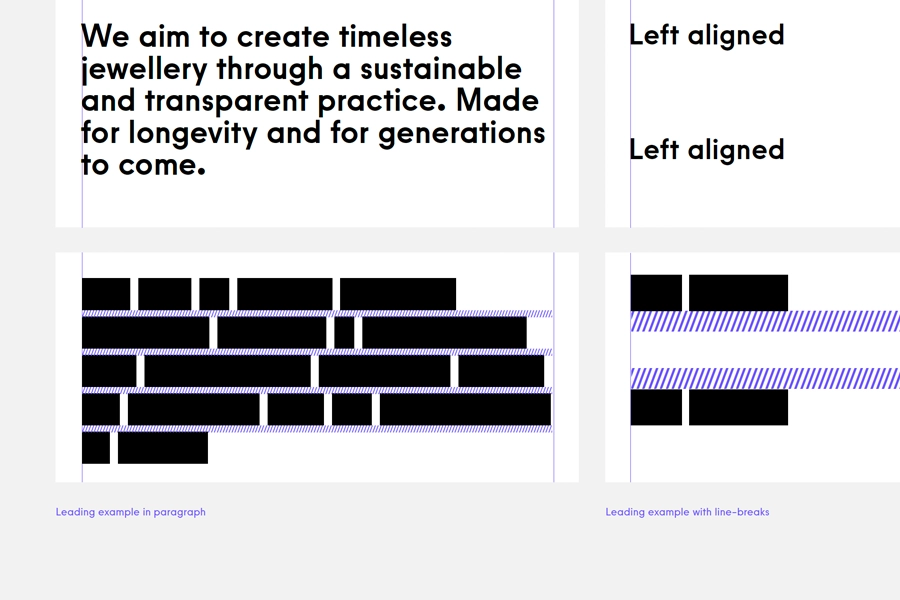 We aim to create timeless
jewellery through a sustainable
and transparent practice. Made
for longevity and for generations
to come.
Left aligned
Left aligned
Leading example in paragraph
Leading example with line-breaks